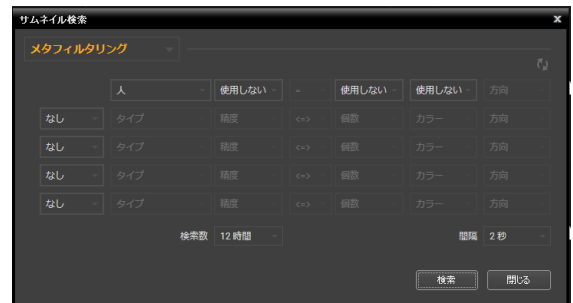 サムネイル検索 x
メタフィルタリング
人 使用しない = 使用しない 使用しない 方向
なし タイプ 精度 <=> 個数 カラー 方向
なし タイプ 精度 <=> 個数 カラー 方向
なし タイプ 精度 <=> 個数 カラー 方向
なし タイプ 精度 <=> 個数 カラー 方向
検索数 12 時間 間隔 2 秒
検索 閉じる